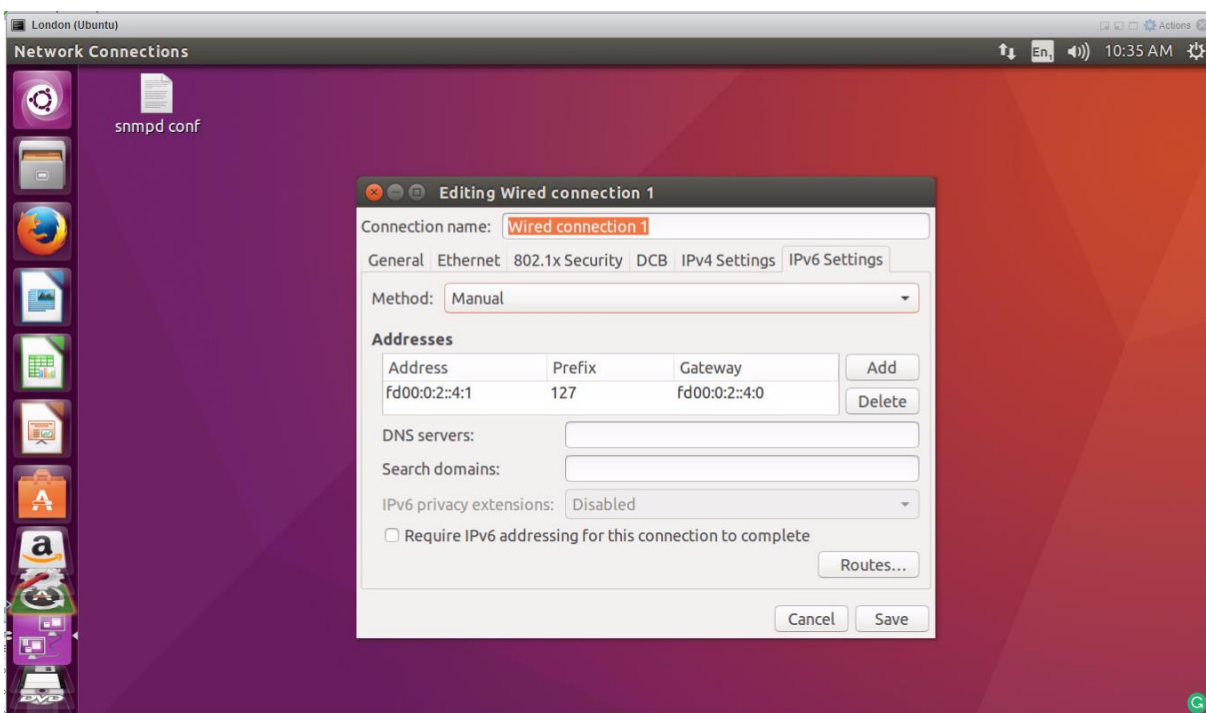 London (Ubuntu)
Actions
Network Connections
En
10:35 AM
snmpd conf
Editing Wired connection 1
Connection name: Wired connection 1
General Ethernet 802.1x Security DCB IPv4 Settings IPv6 Settings
Method: Manual
Addresses
Address Prefix Gateway Add
fd00:0:2::4:1 127 fd00:0:2::4:0
Delete
DNS servers:
Search domains:
IPv6 privacy extensions: Disabled
Require IPv6 addressing for this connection to complete
Routes...
Cancel Save
A
a
DVD
G